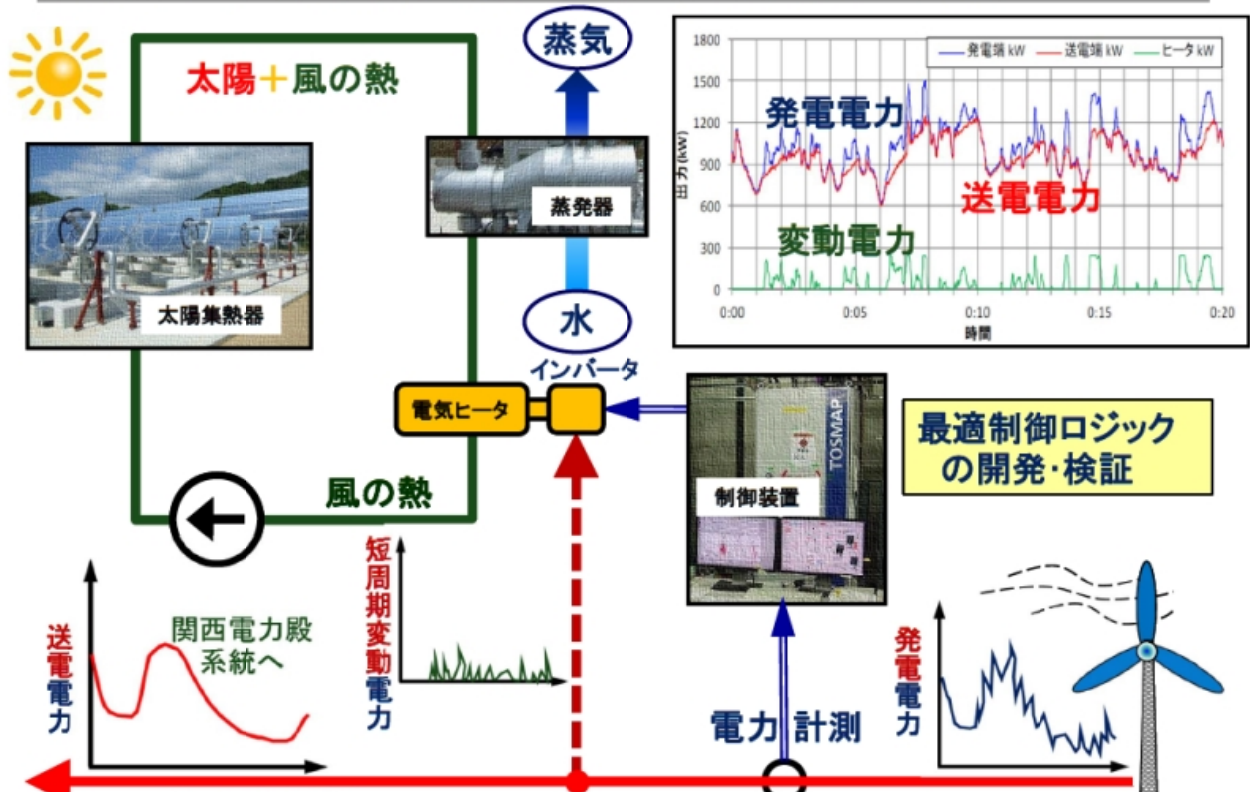 太陽+風の熱
蒸気
蒸発器
太陽集熱器
水
インバータ
電気ヒータ
風の熱
1800
1500
1200
900
600
300
0
出力(kW)
発電端 kW
送電端 kW
ヒータ kW
発電電力
送電電力
変動電力
0:00
0:05
0:10
0:15
0:20
時間
TOSMAP
制御装置
最適制御ロジック
の開発・検証
送電電力
関西電力殿
系統へ
短周期変動電力
電力計測
発電電力